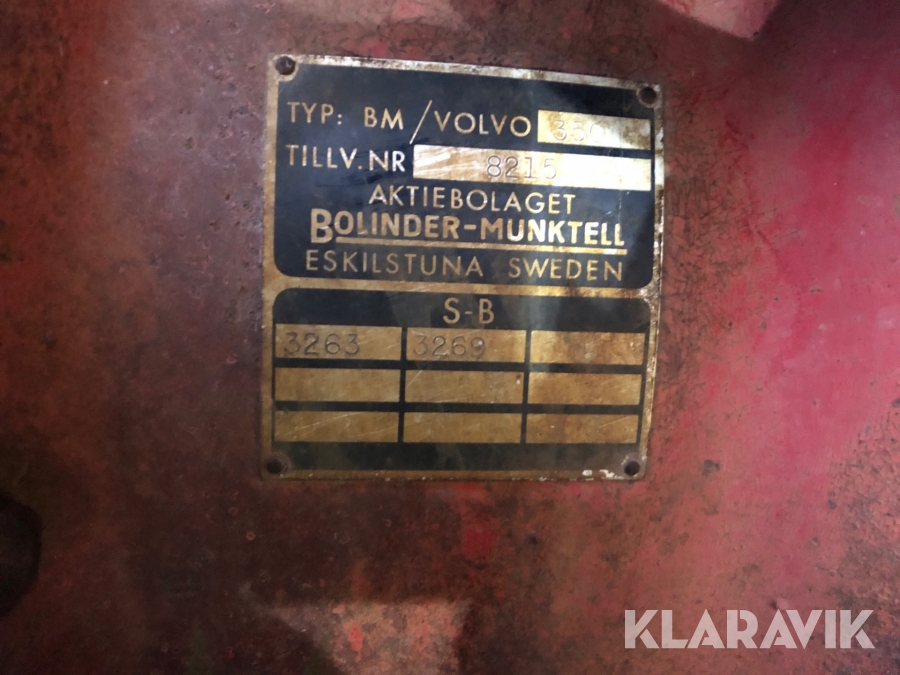 TYP: BM / VOLVO 350
TILLV. NR 8215
AKTIEBOLAGET
BOLINDER-MUNKTELL
ESKILSTUNA SWEDEN
S-B
3263 3269
KLARAVIK